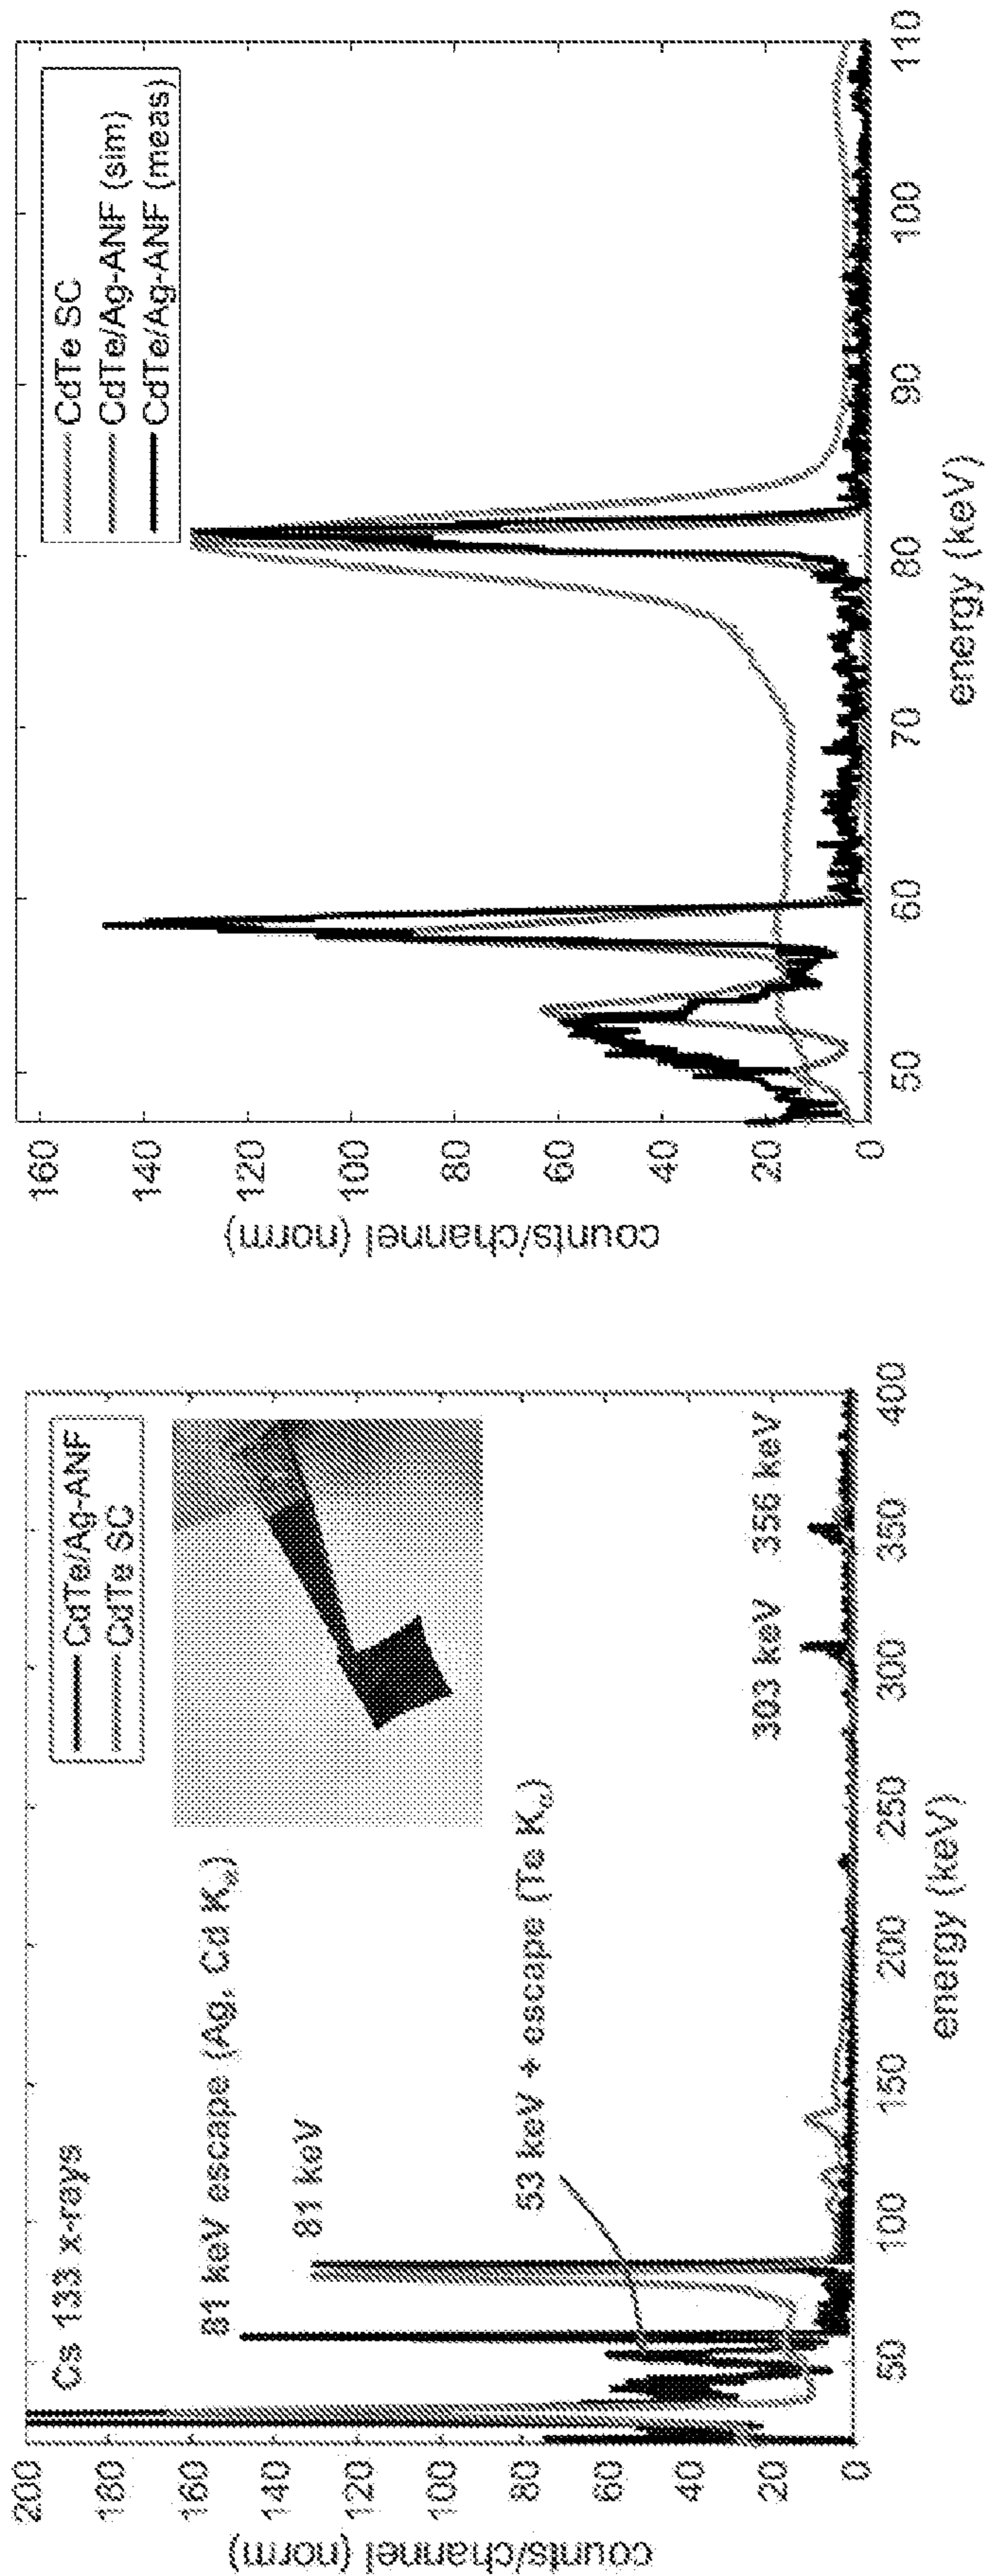 Cs 133 x-rays
CdTe/Ag-ANF
CdTe SC
81 keV escape (Ag, Cd Kα)
81 keV
53 keV + escape (Te Kα)
303 keV
356 keV
200
180
160
140
120
100
80
60
40
20
0
counts/channel (norm)
50
100
150
200
250
300
350
400
energy (keV)
CdTe SC
CdTe/Ag-ANF (sim)
CdTe/Ag-ANF (meas)
160
140
120
100
80
60
40
20
0
counts/channel (norm)
50
60
70
80
90
100
110
energy (keV)